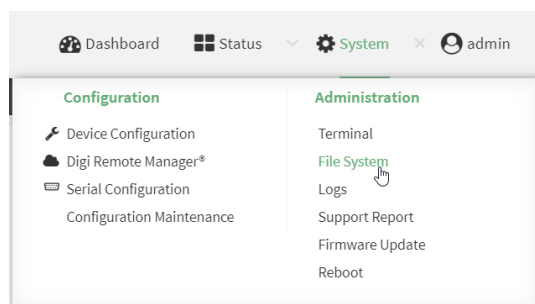 Dashboard Status System admin
Configuration
Device Configuration
Digi Remote Manager®
Serial Configuration
Configuration Maintenance
Administration
Terminal
File System
Logs
Support Report
Firmware Update
Reboot